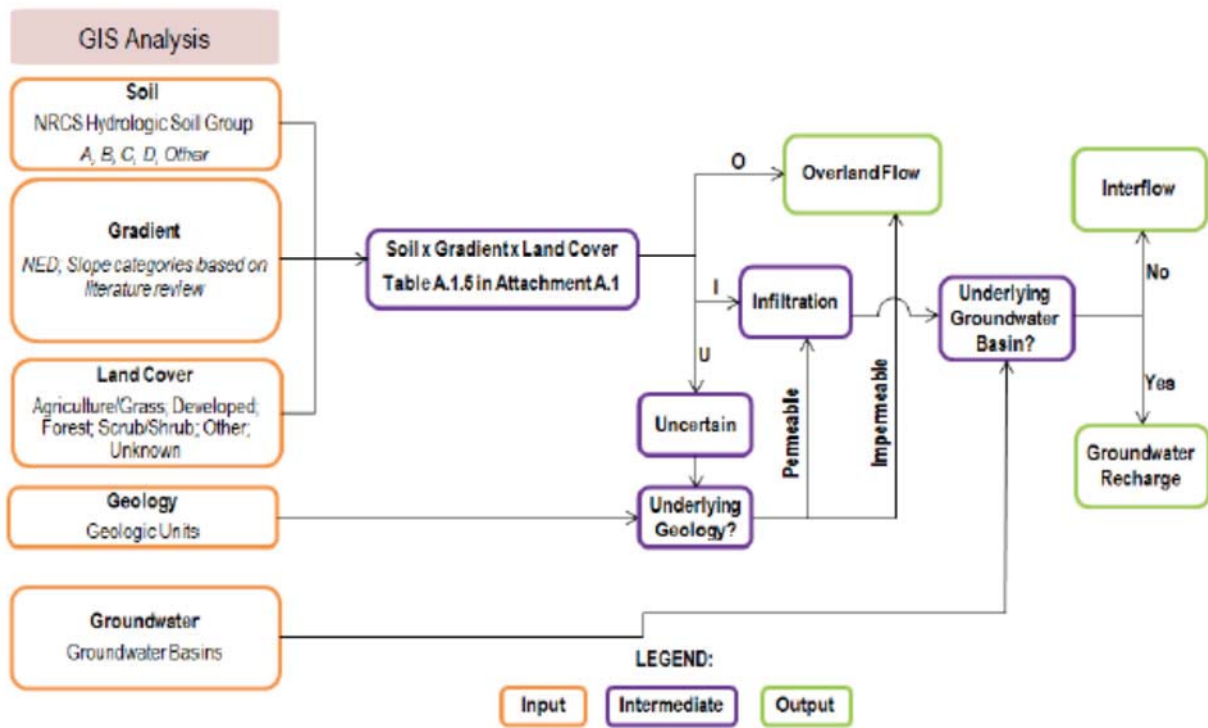 GIS Analysis
Soil
NRCS Hydrologic Soil Group
A, B, C, D, Other
Gradient
NED; Slope categories based on
literature review
Land Cover
Agriculture/Grass; Developed;
Forest; Scrub/Shrub; Other;
Unknown
Geology
Geologic Units
Groundwater
Groundwater Basins
Soil x Gradient x Land Cover
Table A.1.5 in Attachment A.1
O
I
U
Overland Flow
Infiltration
Uncertain
Underlying
Geology?
Permeable
Impermeable
Underlying
Groundwater
Basin?
Interflow
No
Yes
Groundwater
Recharge
LEGEND:
Input
Intermediate
Output